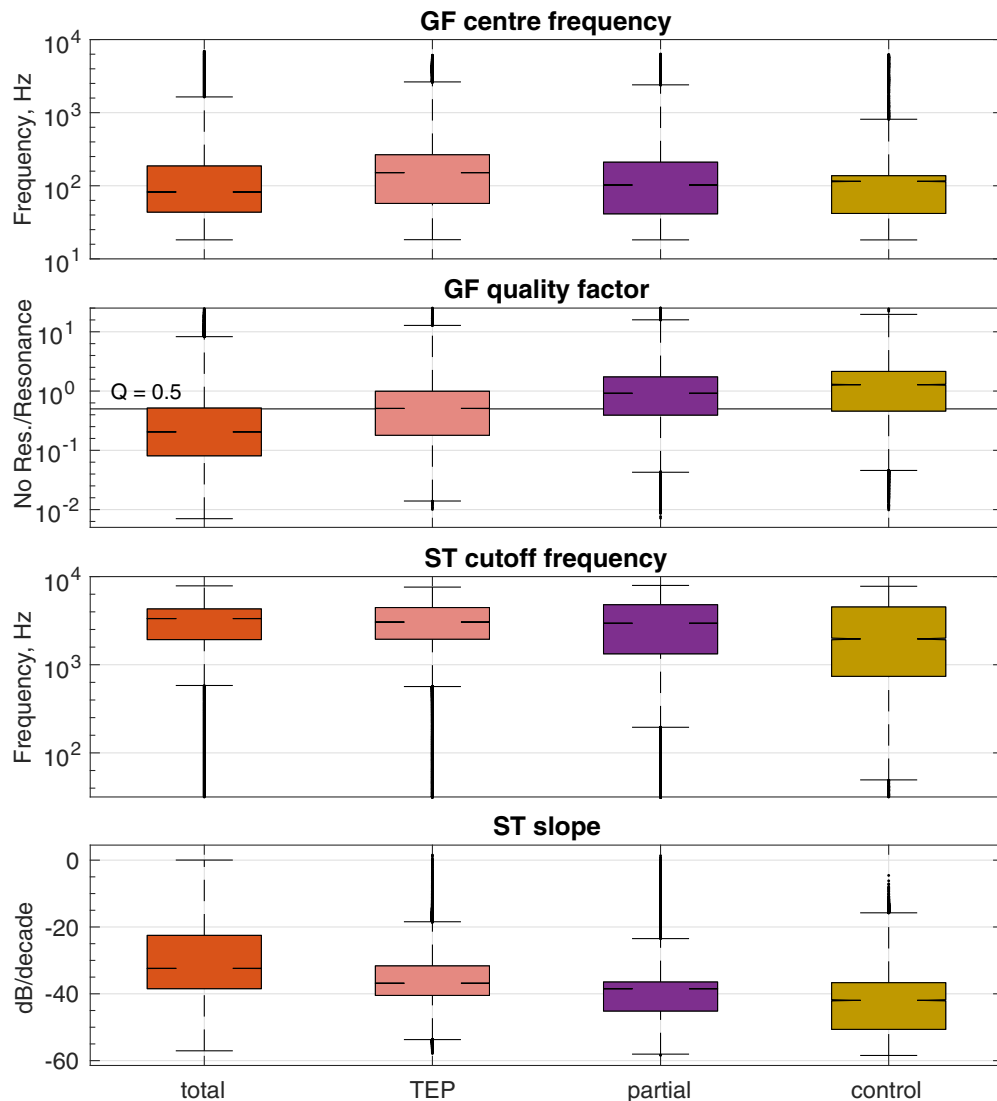 GF centre frequency
10^4
10^3
10^2
10^1
Frequency, Hz
GF quality factor
10^1
10^0
10^-1
10^-2
No Res./Resonance
Q = 0.5
ST cutoff frequency
10^4
10^3
10^2
Frequency, Hz
ST slope
0
-20
-40
-60
dB/decade
total TEP partial control